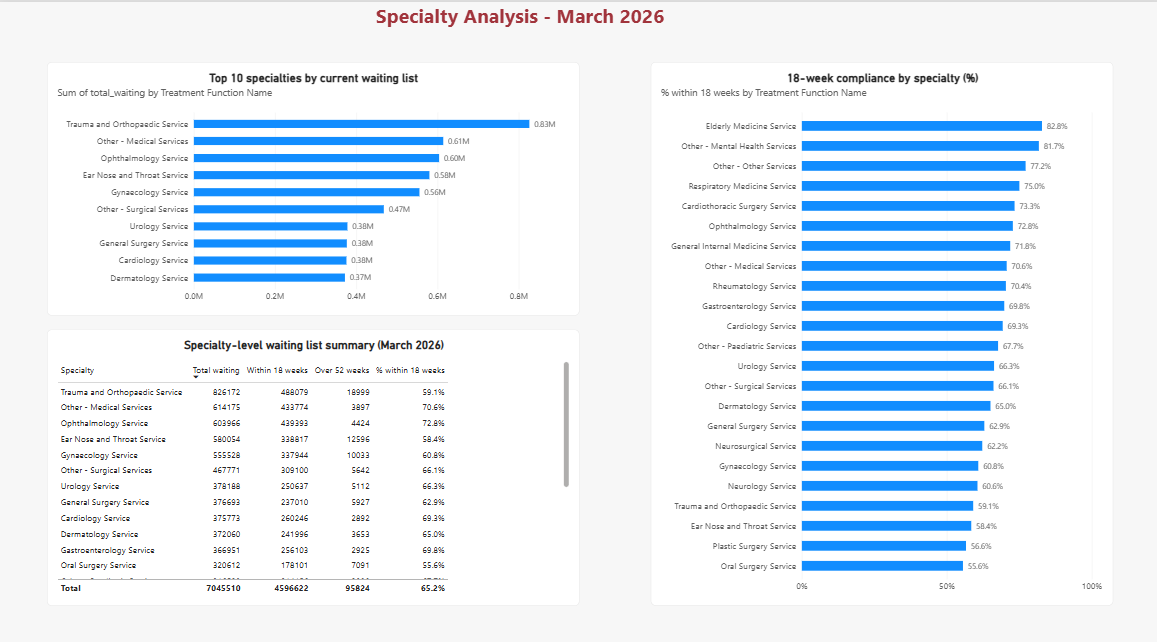 Specialty Analysis - March 2026
Top 10 specialties by current waiting list
Sum of total_waiting by Treatment Function Name
Trauma and Orthopaedic Service 0.83M
Other - Medical Services 0.61M
Ophthalmology Service 0.60M
Ear Nose and Throat Service 0.58M
Gynaecology Service 0.56M
Other - Surgical Services 0.47M
Urology Service 0.38M
General Surgery Service 0.38M
Cardiology Service 0.38M
Dermatology Service 0.37M
0.0M 0.2M 0.4M 0.6M 0.8M
Specialty-level waiting list summary (March 2026)
Specialty Total waiting Within 18 weeks Over 52 weeks % within 18 weeks
Trauma and Orthopaedic Service 826172 488079 18999 59.1%
Other - Medical Services 614175 433774 3897 70.6%
Ophthalmology Service 603966 439393 4424 72.8%
Ear Nose and Throat Service 580054 338817 12596 58.4%
Gynaecology Service 555528 337944 10033 60.8%
Other - Surgical Services 467771 309100 5642 66.1%
Urology Service 378188 250637 5112 66.3%
General Surgery Service 376693 237010 5927 62.9%
Cardiology Service 375773 260246 2892 69.3%
Dermatology Service 372060 241996 3653 65.0%
Gastroenterology Service 366951 256103 2925 69.8%
Oral Surgery Service 320612 178101 7091 55.6%
Total 7045510 4596622 95824 65.2%
18-week compliance by specialty (%)
% within 18 weeks by Treatment Function Name
Elderly Medicine Service 82.8%
Other - Mental Health Services 81.7%
Other - Other Services 77.2%
Respiratory Medicine Service 75.0%
Cardiothoracic Surgery Service 73.3%
Ophthalmology Service 72.8%
General Internal Medicine Service 71.8%
Other - Medical Services 70.6%
Rheumatology Service 70.4%
Gastroenterology Service 69.8%
Cardiology Service 69.3%
Other - Paediatric Services 67.7%
Urology Service 66.3%
Other - Surgical Services 66.1%
Dermatology Service 65.0%
General Surgery Service 62.9%
Neurosurgical Service 62.2%
Gynaecology Service 60.8%
Neurology Service 60.6%
Trauma and Orthopaedic Service 59.1%
Ear Nose and Throat Service 58.4%
Plastic Surgery Service 56.6%
Oral Surgery Service 55.6%
0% 50% 100%